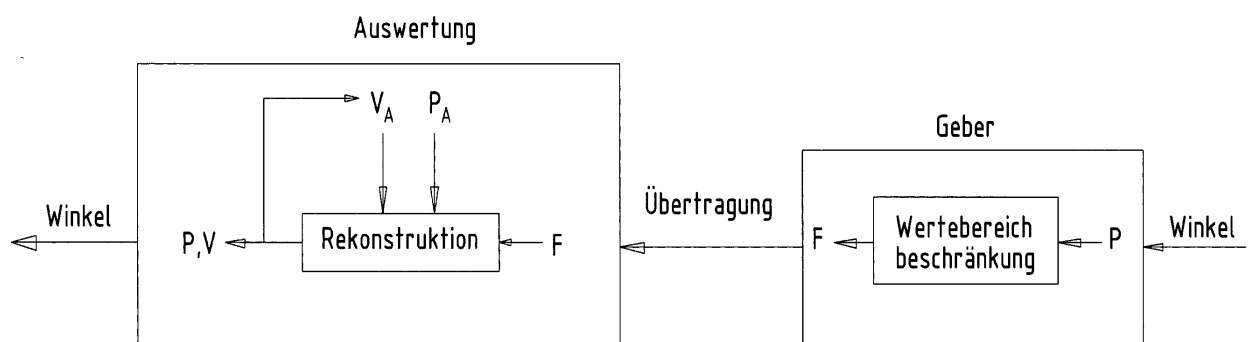 Auswertung
V_A P_A
Geber
Winkel
P,V
Rekonstruktion
F
Übertragung
F
Wertebereich
beschränkung
P
Winkel